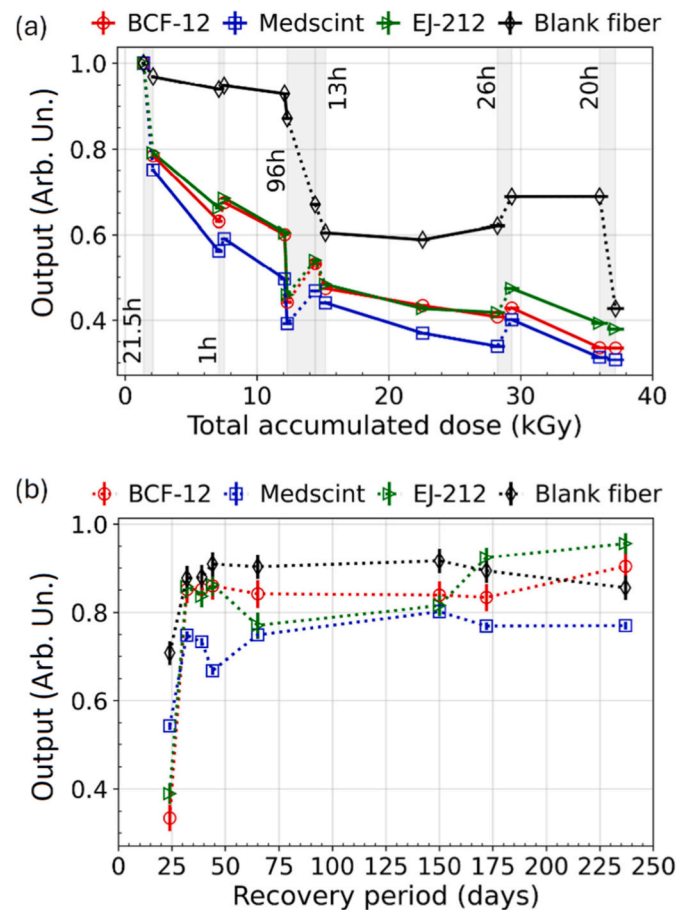 (a)
BCF-12 Medscint EJ-212 Blank fiber
Output (Arb. Un.)
1.0
0.8
0.6
0.4
21.5h
1h
96h
13h
26h
20h
0 10 20 30 40
Total accumulated dose (kGy)
(b)
BCF-12 Medscint EJ-212 Blank fiber
Output (Arb. Un.)
1.0
0.8
0.6
0.4
0 25 50 75 100 125 150 175 200 225 250
Recovery period (days)